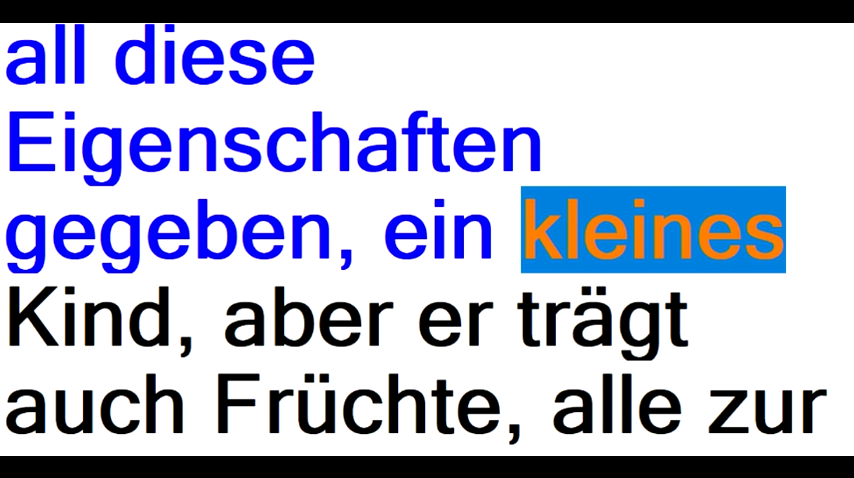 all diese
Eigenschaften
gegeben, ein kleines
Kind, aber er trägt
auch Früchte, alle zur